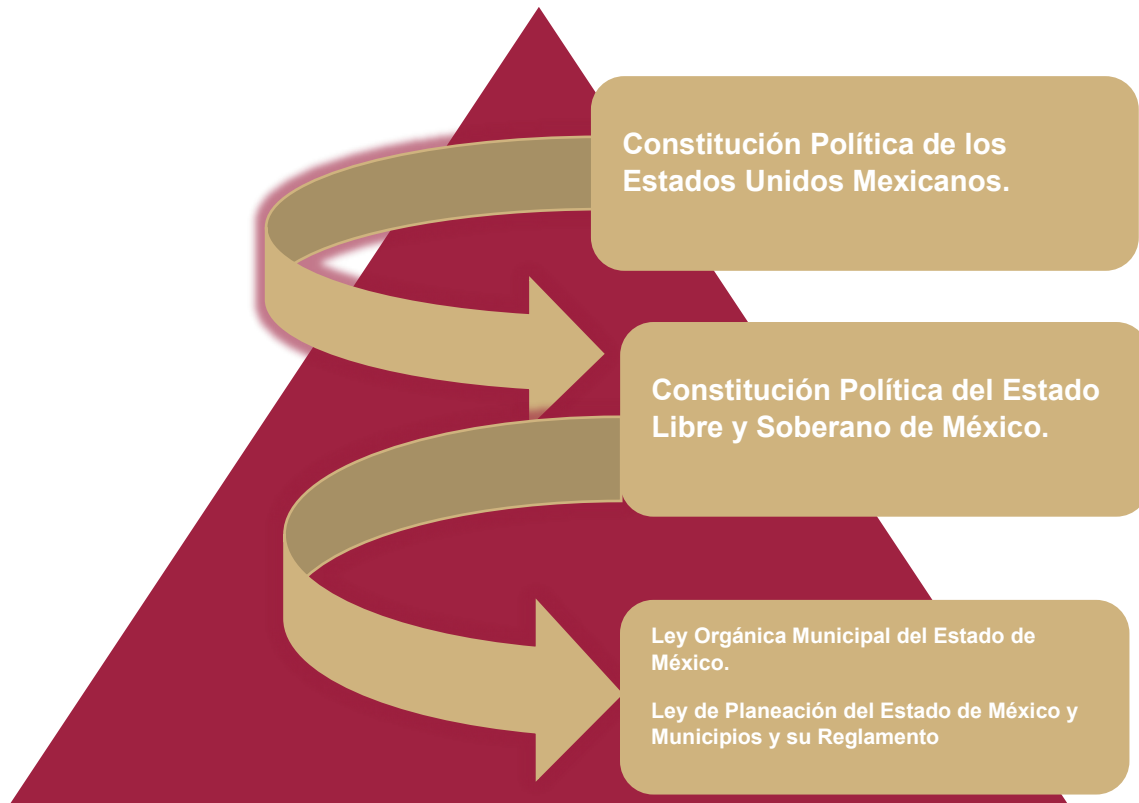 Constitución Política de los
Estados Unidos Mexicanos.
Constitución Política del Estado
Libre y Soberano de México.
Ley Orgánica Municipal del Estado de
México.
Ley de Planeación del Estado de México y
Municipios y su Reglamento